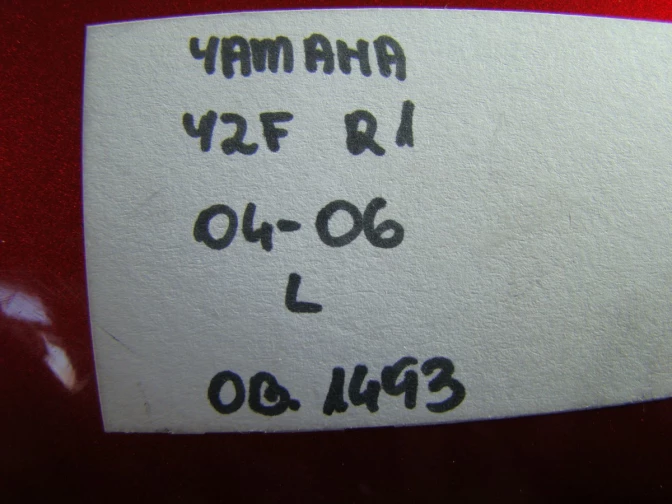 YAMAHA
YZF R1
04-06
L
OB. 1493